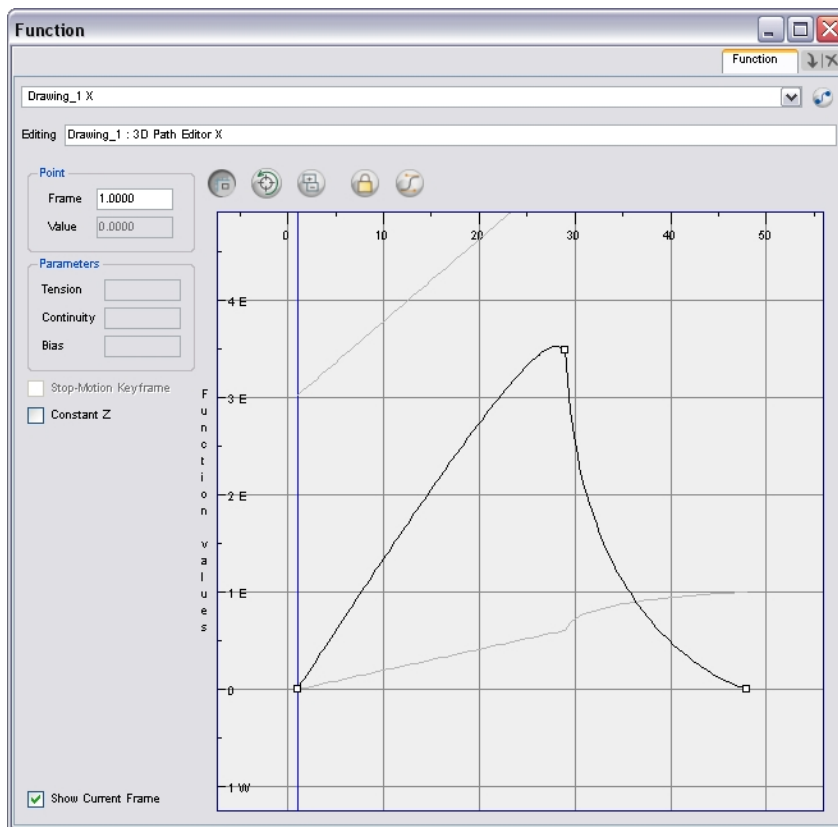 Function
Function
Drawing_1 X
Editing Drawing_1 : 3D Path Editor X
Point
Frame 1.0000
Value 0.0000
Parameters
Tension
Continuity
Bias
Stop-Motion Keyframe
Constant Z
Function values
0 10 20 30 40 50
4 E
3 E
2 E
1 E
0
1 W
Show Current Frame